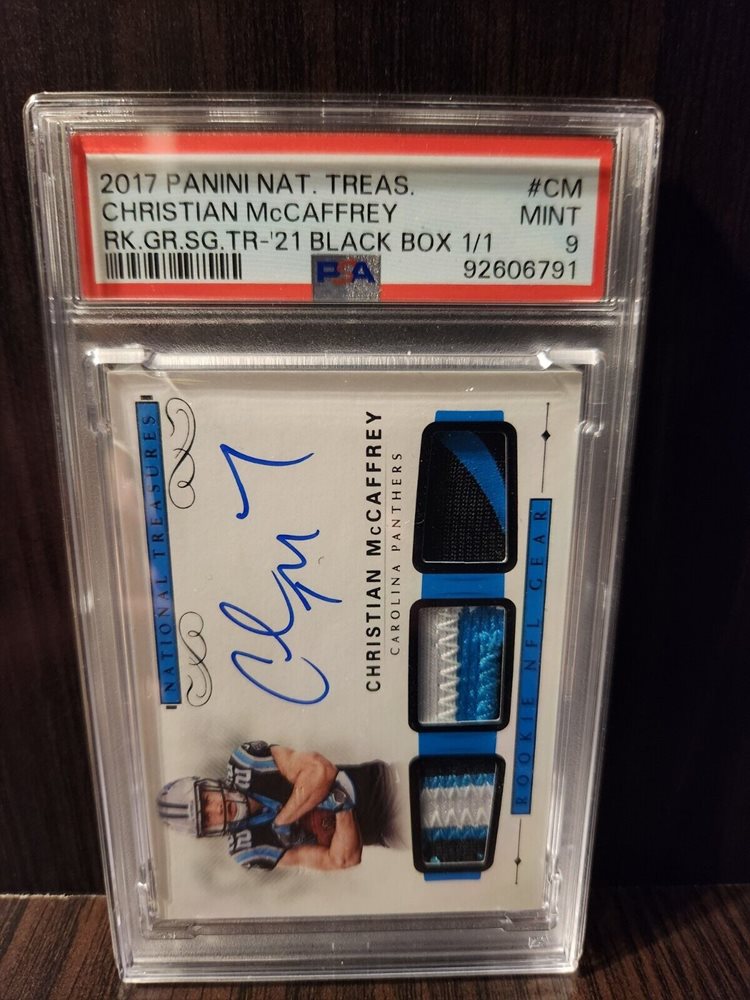 2017 PANINI NAT. TREAS. #CM
CHRISTIAN McCAFFREY MINT
RK.GR.SG.TR-'21 BLACK BOX 1/1 9
PSA 92606791
NATIONAL TREASURES
CHRISTIAN McCAFFREY
CAROLINA PANTHERS
ROOKIE NFL GEAR
22